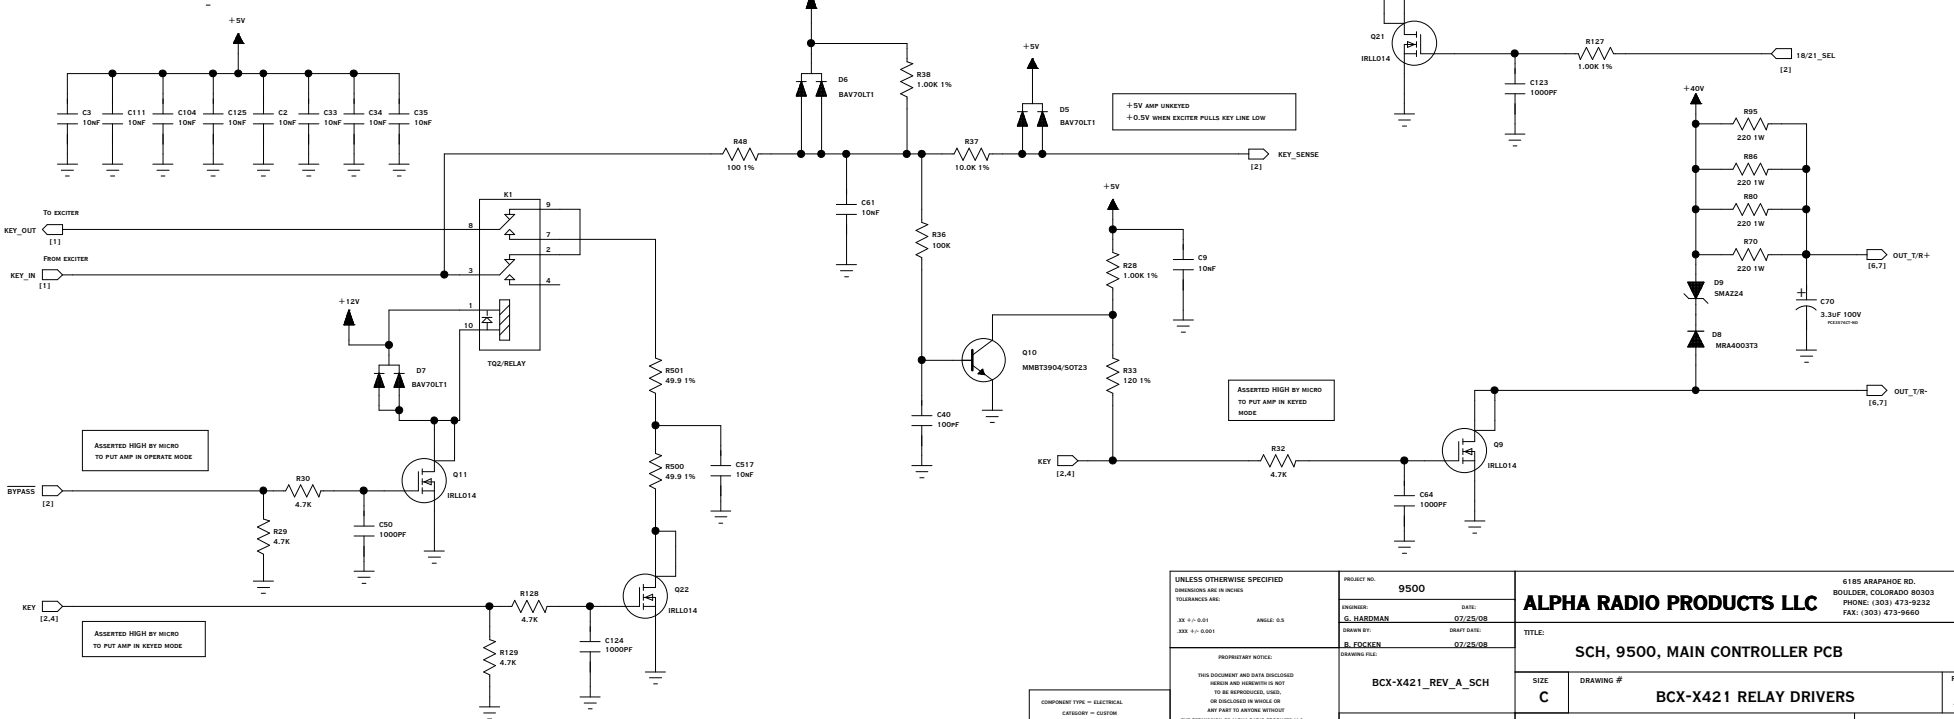 +5V
C3
10NF
C111
10NF
C104
10NF
C125
10NF
C2
10NF
C33
10NF
C34
10NF
C35
10NF
D6
BAV70LT1
R38
1.00K 1%
+5V
D5
BAV70LT1
+5V AMP UNKEYED
+0.5V WHEN EXCITER PULLS KEY LINE LOW
Q21
IRLL014
R127
1.00K 1%
C123
1000PF
18/21_SEL
[2]
R48
100 1%
R37
10.0K 1%
KEY_SENSE
[2]
C61
10NF
+40V
R95
220 1W
R86
220 1W
R80
220 1W
R70
220 1W
OUT_T/R+
[6,7]
D9
SMAZ24
D8
MRA4003T3
+
C70
3.3UF 100V
OUT_T/R-
[6,7]
TO EXCITER
KEY_OUT
[1]
FROM EXCITER
KEY_IN
[1]
K1
8
9
7
2
3
4
1
10
TQ2/RELAY
+12V
D7
BAV70LT1
R36
100K
+5V
R28
1.00K 1%
C9
10NF
Q10
MMBT3904/SOT23
R33
120 1%
C40
100PF
ASSERTED HIGH BY MICRO
TO PUT AMP IN KEYED
MODE
KEY
[2,4]
R32
4.7K
C64
1000PF
Q9
IRLL014
R501
49.9 1%
R500
49.9 1%
C517
10NF
ASSERTED HIGH BY MICRO
TO PUT AMP IN OPERATE MODE
BYPASS
[2]
R30
4.7K
R29
4.7K
C50
1000PF
Q11
IRLL014
KEY
[2,4]
ASSERTED HIGH BY MICRO
TO PUT AMP IN KEYED MODE
R128
4.7K
R129
4.7K
C124
1000PF
Q22
IRLL014
UNLESS OTHERWISE SPECIFIED
DIMENSIONS ARE IN INCHES
TOLERANCES ARE:
.XX +/- 0.01 ANGLE: 0.5
.XXX +/- 0.001
PROPRIETARY NOTICE:
THIS DOCUMENT AND DATA DISCLOSED
HEREIN AND HEREWITH IS NOT
TO BE REPRODUCED, USED,
OR DISCLOSED IN WHOLE OR
ANY PART TO ANYONE WITHOUT
COMPONENT TYPE = ELECTRICAL
CATEGORY = CUSTOM
PROJECT NO.
9500
ENGINEER: DATE:
G. HARDMAN 07/25/08
DRAWN BY: DRAFT DATE:
B. FOCKEN 07/25/08
DRAWING FILE:
BCX-X421_REV_A_SCH
ALPHA RADIO PRODUCTS LLC
6185 ARAPAHOE RD.
BOULDER, COLORADO 80303
PHONE: (303) 473-9232
FAX: (303) 473-9660
TITLE:
SCH, 9500, MAIN CONTROLLER PCB
SIZE
C
DRAWING #
BCX-X421 RELAY DRIVERS